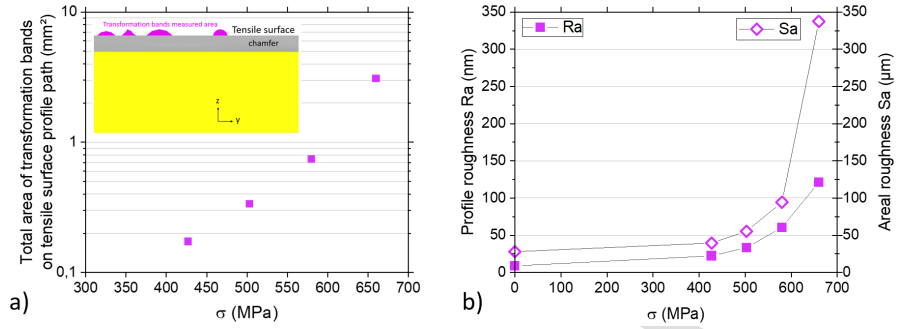 Total area of transformation bands
on tensile surface profile path (mm²)
10
1
0,1
Transformation bands measured area
Tensile surface
chamfer
z
y
300 350 400 450 500 550 600 650 700
σ (MPa)
a)
Profile roughness Ra (nm)
350
300
250
200
150
100
50
0
Ra
Sa
350
300
250
200
150
100
50
0
Areal roughness Sa (µm)
0 100 200 300 400 500 600 700
σ (MPa)
b)